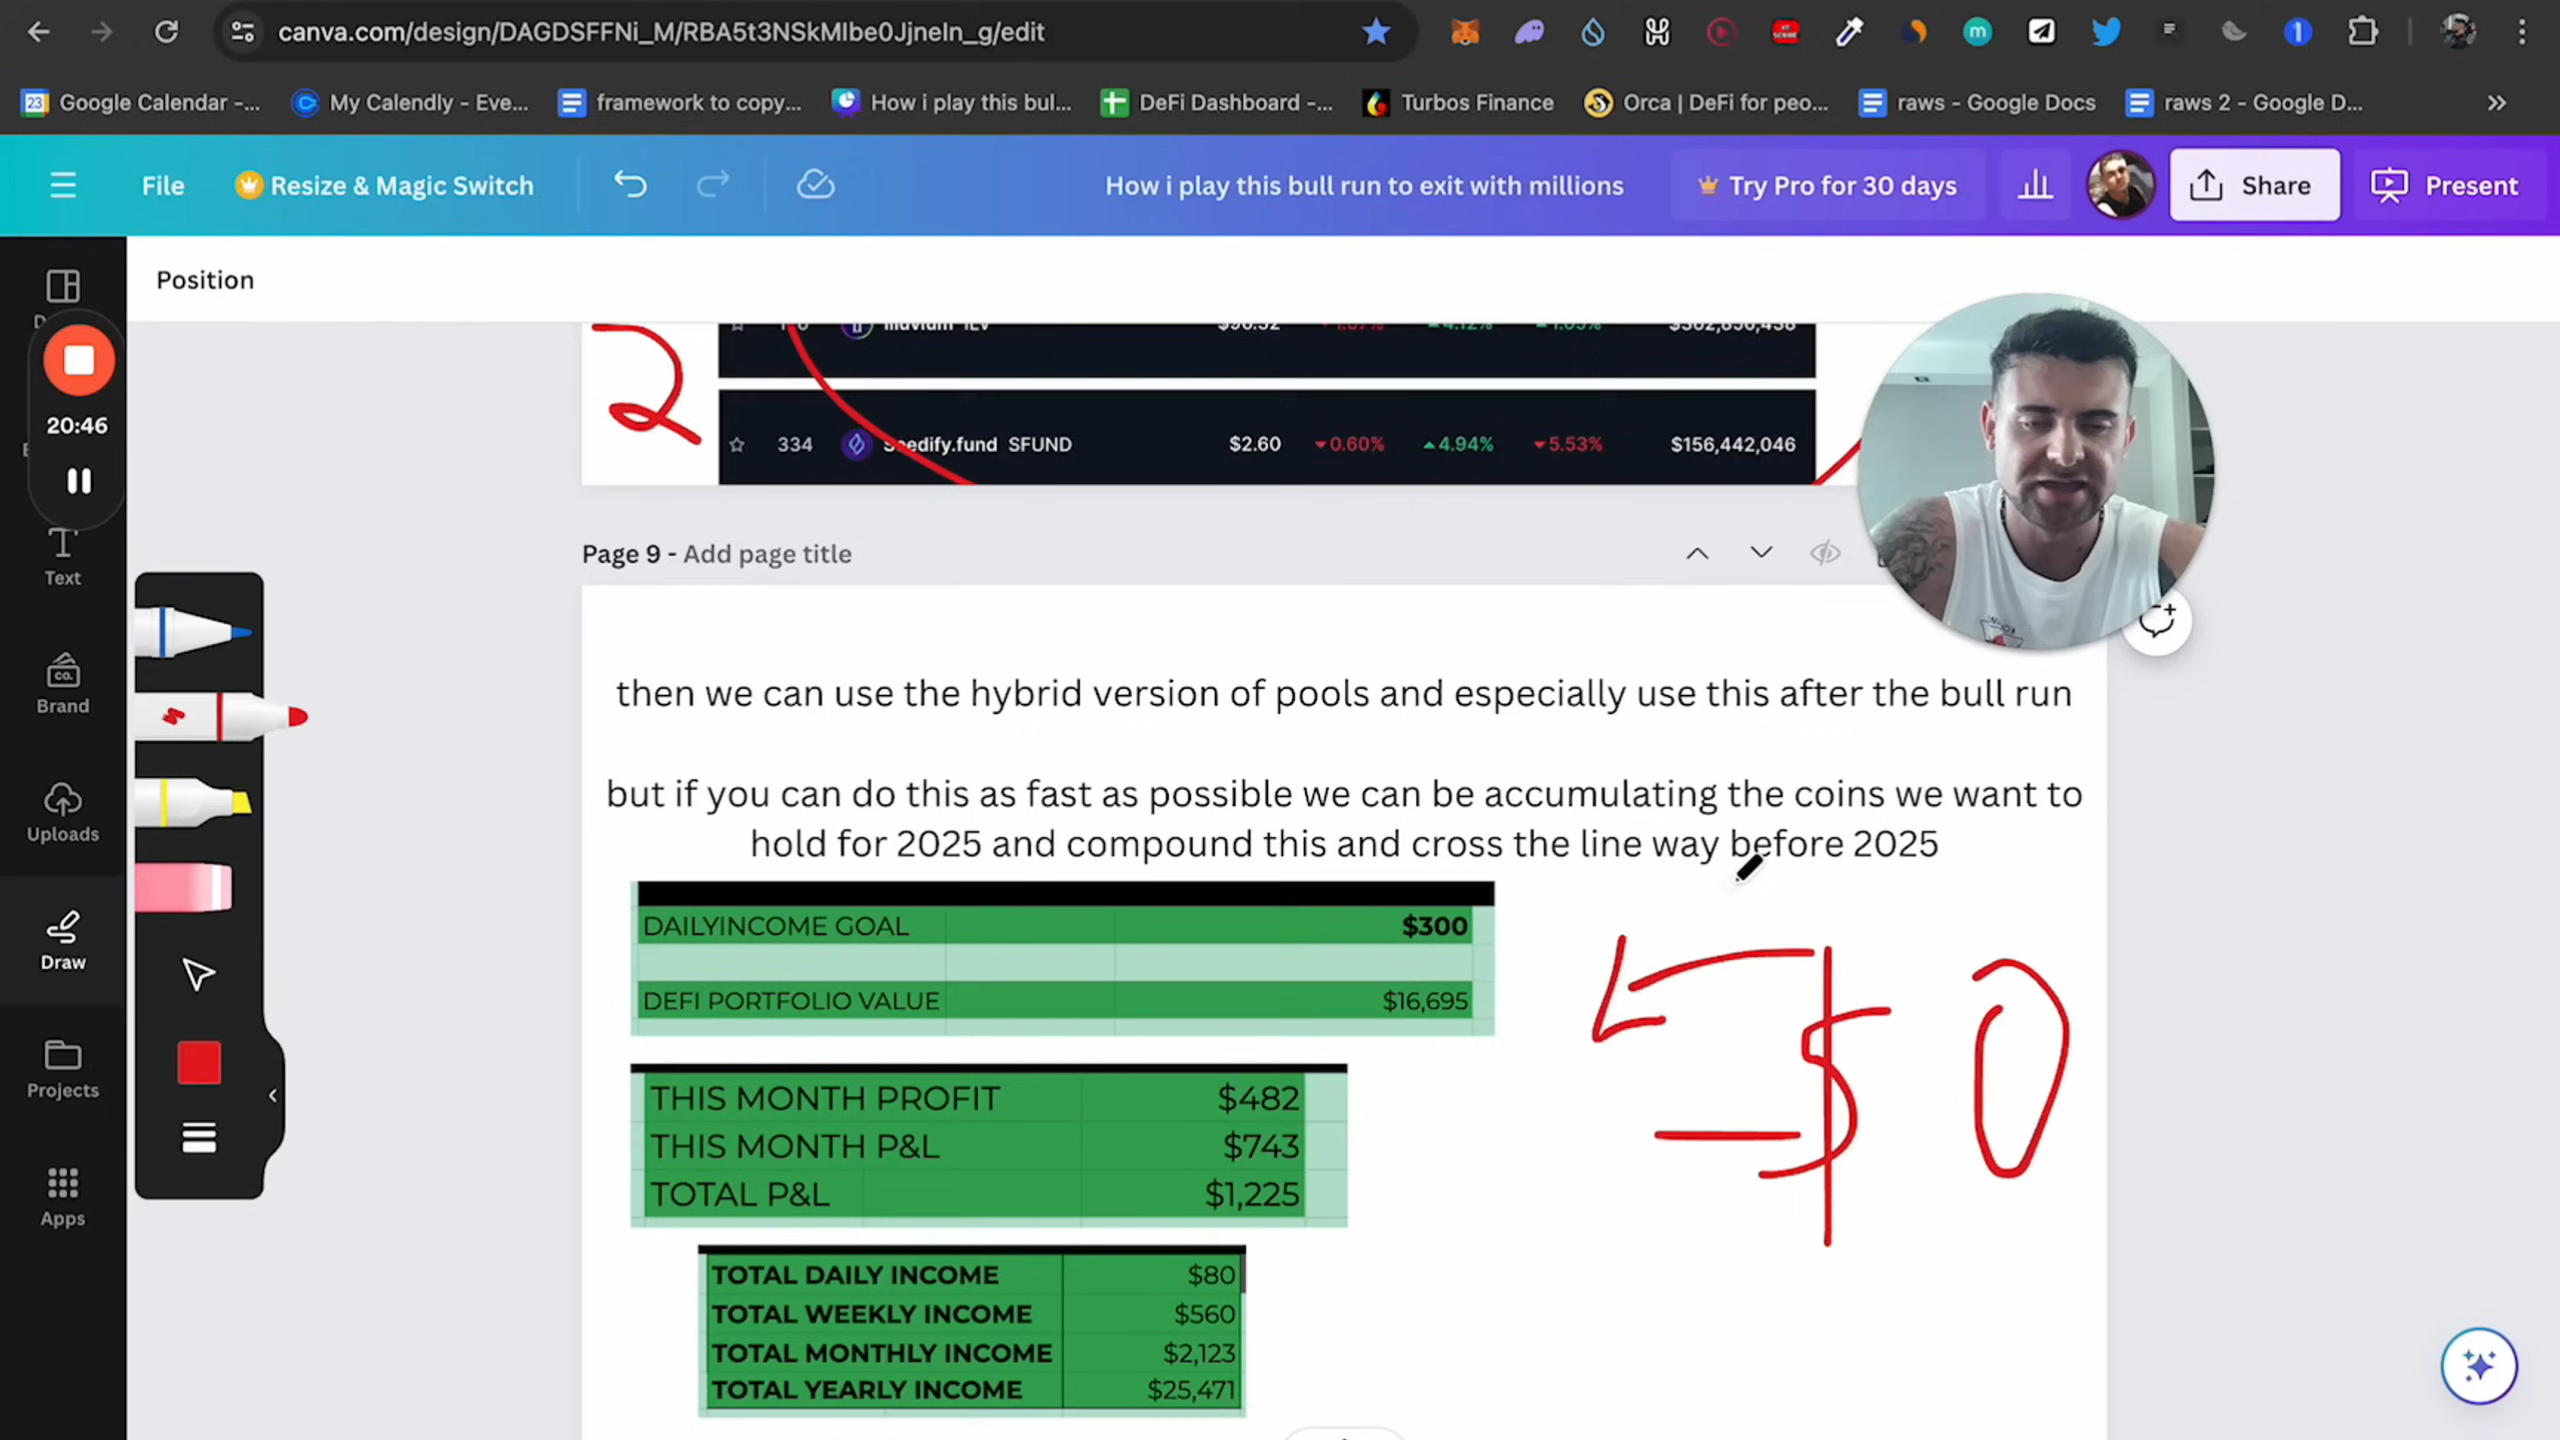 canva.com/design/DAGDSFFNi_M/RBA5t3NSkMIbe0JjneIn_g/edit
23 Google Calendar -... My Calendly - Eve... framework to copy... How i play this bul... DeFi Dashboard -... Turbos Finance Orca | DeFi for peo... raws - Google Docs raws 2 - Google D...
File Resize & Magic Switch How i play this bull run to exit with millions Try Pro for 30 days Share Present
Position
20:46
Text
Brand
Uploads
Draw
Projects
Apps
2
334 Seedify.fund SFUND $2.60 0.60% 4.94% 5.53% $156,442,046
Page 9 - Add page title
then we can use the hybrid version of pools and especially use this after the bull run
but if you can do this as fast as possible we can be accumulating the coins we want to
hold for 2025 and compound this and cross the line way before 2025
DAILYINCOME GOAL $300
DEFI PORTFOLIO VALUE $16,695
THIS MONTH PROFIT $482
THIS MONTH P&L $743
TOTAL P&L $1,225
TOTAL DAILY INCOME $80
TOTAL WEEKLY INCOME $560
TOTAL MONTHLY INCOME $2,123
TOTAL YEARLY INCOME $25,471
$0